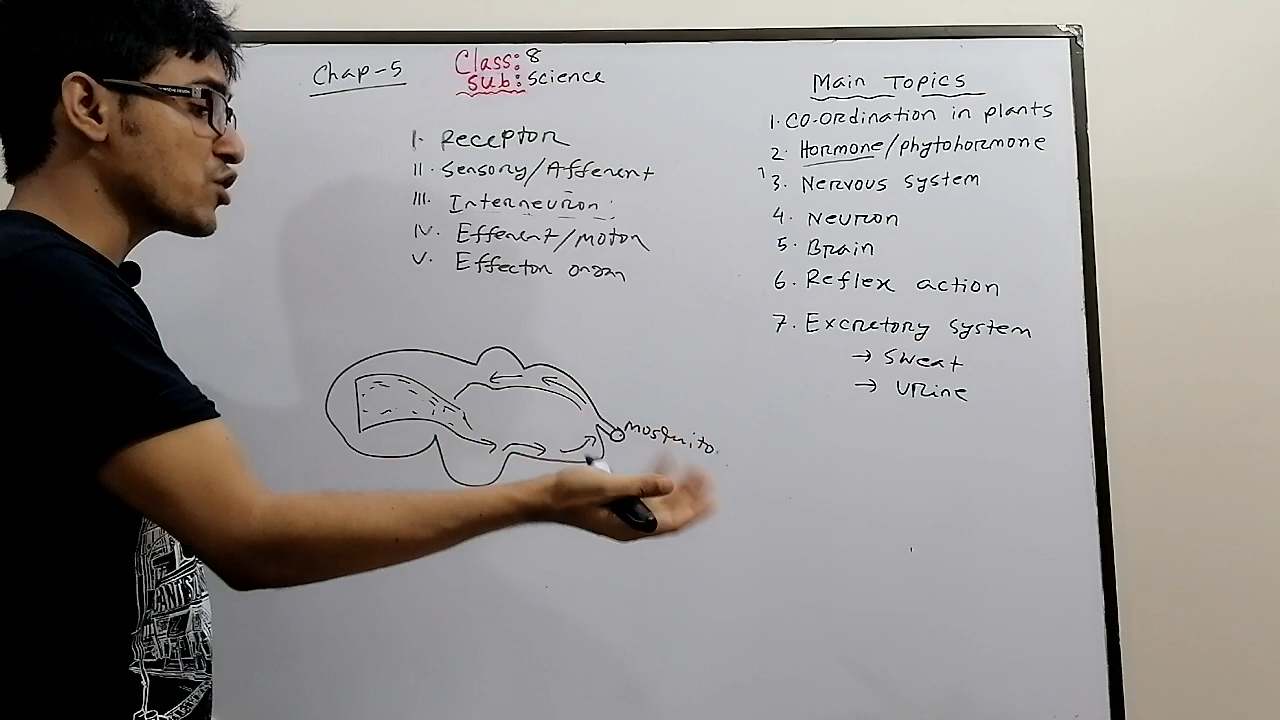 Chap-5
Class: 8
Sub: Science
I. Receptor
II. Sensory/Afferent
III. Interneuron:
IV. Efferent/motor
V. Effector organ
mosquito
Main Topics
1. CO-ordination in plants
2. Hormone/phytohormone
3. Nervous system
4. Neuron
5. Brain
6. Reflex action
7. Excretory system
→ Sweat
→ Urine